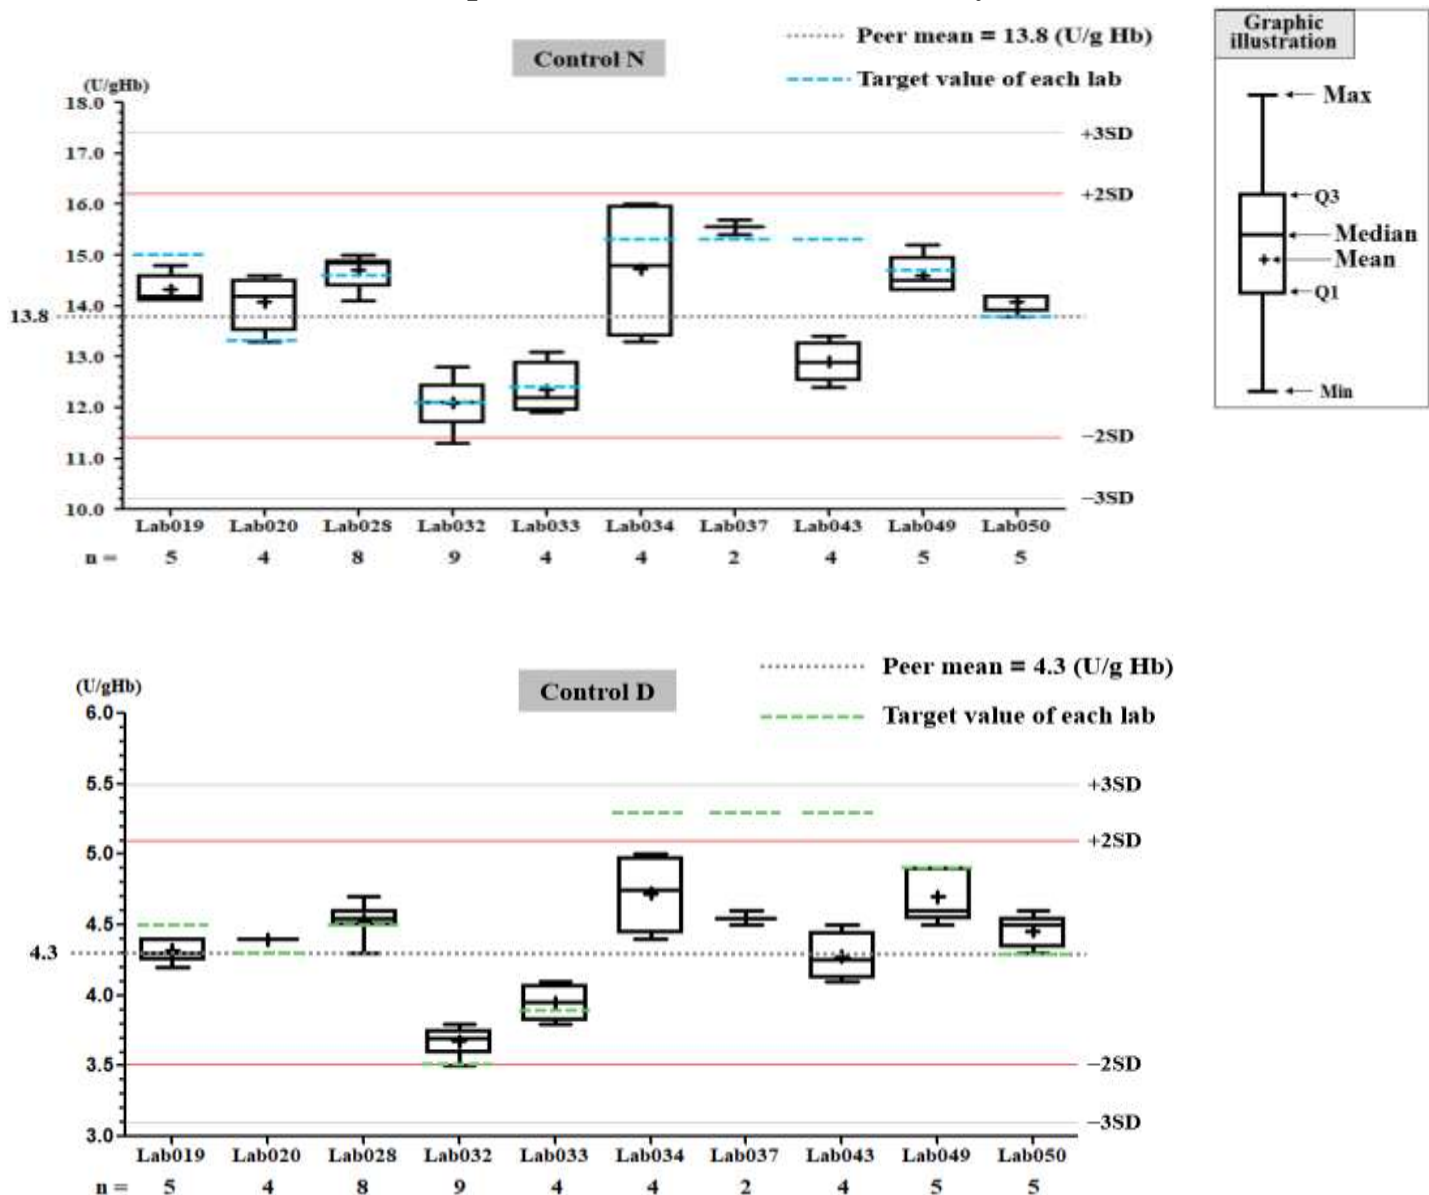 Control N
Peer mean = 13.8 (U/g Hb)
Target value of each lab
Graphic
illustration
Max
Q3
Median
Mean
Q1
Min
(U/gHb)
18.0
17.0
16.0
15.0
14.0
13.8
13.0
12.0
11.0
10.0
+3SD
+2SD
−2SD
−3SD
Lab019 Lab020 Lab028 Lab032 Lab033 Lab034 Lab037 Lab043 Lab049 Lab050
n = 5 4 8 9 4 4 2 4 5 5
Control D
Peer mean = 4.3 (U/g Hb)
Target value of each lab
(U/gHb)
6.0
5.5
5.0
4.5
4.3
4.0
3.5
3.0
+3SD
+2SD
−2SD
−3SD
Lab019 Lab020 Lab028 Lab032 Lab033 Lab034 Lab037 Lab043 Lab049 Lab050
n = 5 4 8 9 4 4 2 4 5 5